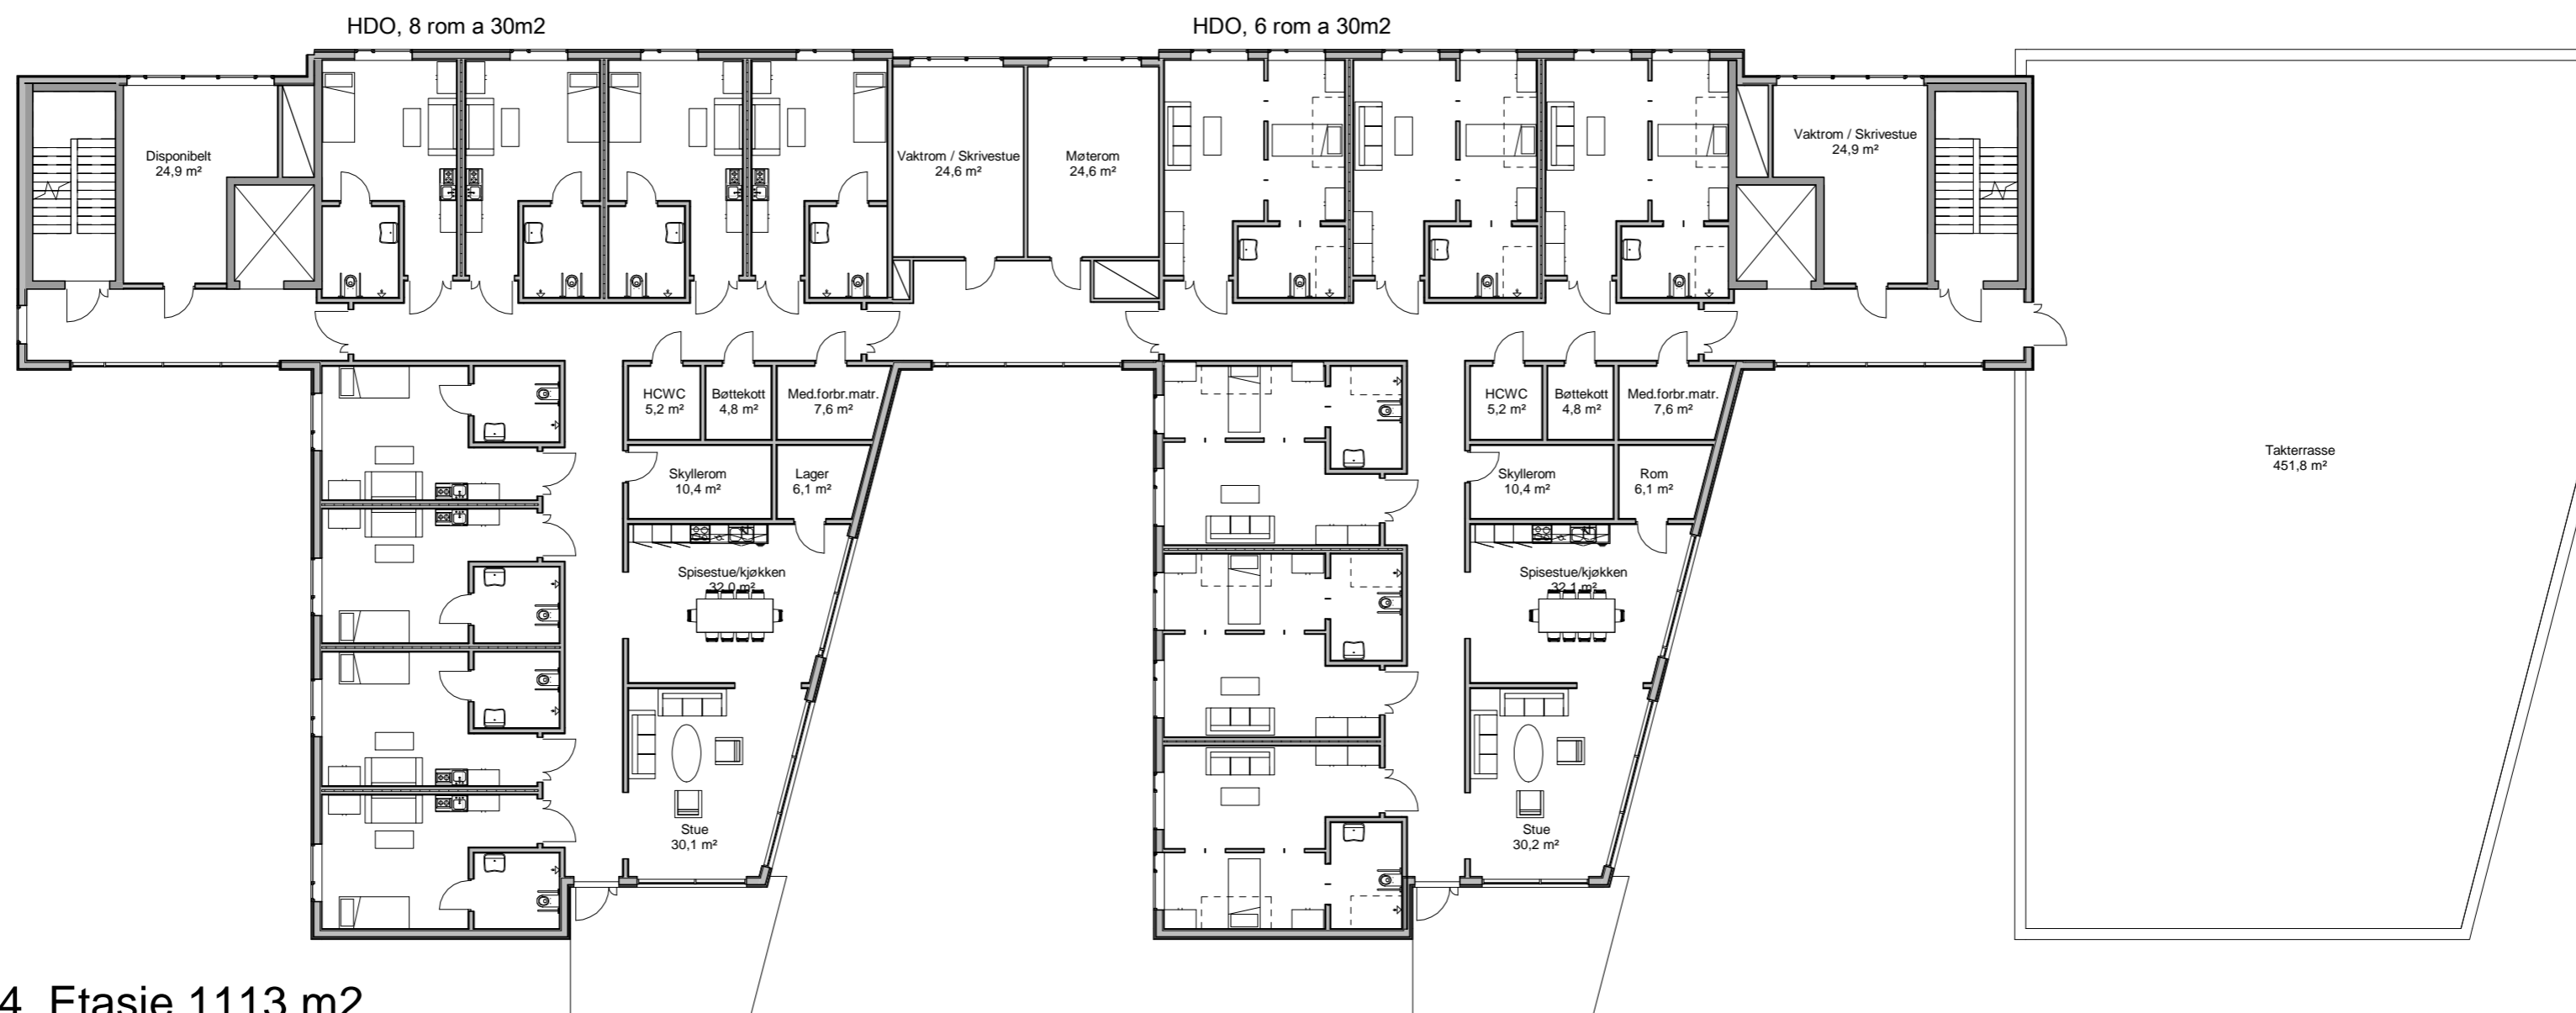 HDO, 8 rom a 30m2
HDO, 6 rom a 30m2
Disponibelt
24,9 m²
Vaktrom / Skrivestue
24,6 m²
Møterom
24,6 m²
Vaktrom / Skrivestue
24,9 m²
HCWC
5,2 m²
Bøttekott
4,8 m²
Med.forbr.matr.
7,6 m²
HCWC
5,2 m²
Bøttekott
4,8 m²
Med.forbr.matr.
7,6 m²
Skyllerom
10,4 m²
Lager
6,1 m²
Skyllerom
10,4 m²
Rom
6,1 m²
Takterrasse
451,8 m²
Spisestue/kjøkken
32,0 m²
Spisestue/kjøkken
32,1 m²
Stue
30,1 m²
Stue
30,2 m²
4. Etasje 1113 m2